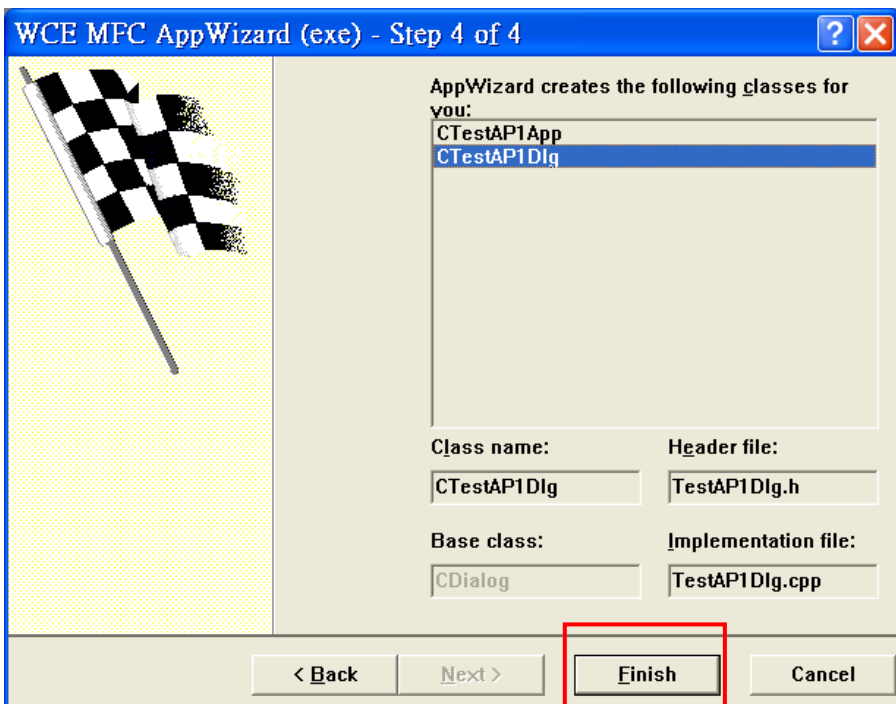 WCE MFC AppWizard (exe) - Step 4 of 4
AppWizard creates the following classes for
you:
CTestAP1App
CTestAP1Dlg
Class name:
Header file:
CTestAP1Dlg
TestAP1Dlg.h
Base class:
Implementation file:
CDialog
TestAP1Dlg.cpp
< Back
Next >
Finish
Cancel